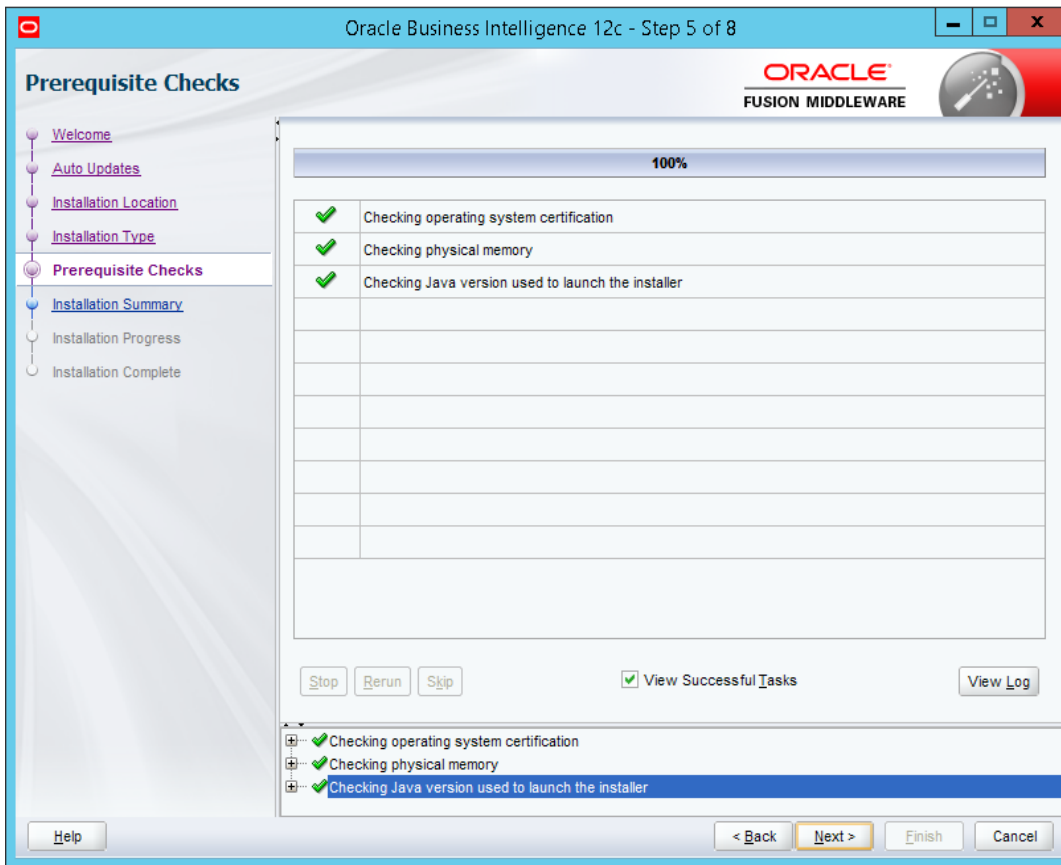 Oracle Business Intelligence 12c - Step 5 of 8
Prerequisite Checks
ORACLE®
FUSION MIDDLEWARE
Welcome
Auto Updates
Installation Location
Installation Type
Prerequisite Checks
Installation Summary
Installation Progress
Installation Complete
100%
Checking operating system certification
Checking physical memory
Checking Java version used to launch the installer
Stop Rerun Skip View Successful Tasks View Log
Checking operating system certification
Checking physical memory
Checking Java version used to launch the installer
Help < Back Next > Finish Cancel